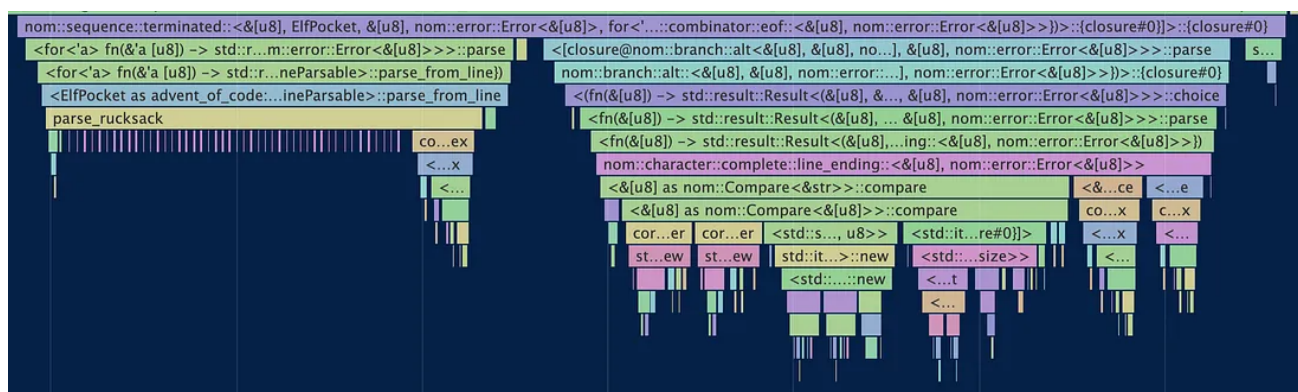 nom::sequence::terminated::<&[u8], ElfPocket, &[u8], nom::error::Error<&[u8]>, for<'...::combinator::eof::<&[u8], nom::error::Error<&[u8]>>})>::{closure#0}]>::{closure#0}
<for<'a> fn(&'a [u8]) -> std::r...m::error::Error<&[u8]>>>::parse <[closure@nom::branch::alt<&[u8], &[u8], no...], &[u8], nom::error::Error<&[u8]>>>::parse s...
<for<'a> fn(&'a [u8]) -> std::r...neParsable>::parse_from_line}) nom::branch::alt::<&[u8], &[u8], nom::error::...], nom::error::Error<&[u8]>>})>::{closure#0}
<ElfPocket as advent_of_code:...ineParsable>::parse_from_line <(fn(&[u8]) -> std::result::Result<(&[u8], &..., &[u8], nom::error::Error<&[u8]>>>::choice
parse_rucksack <fn(&[u8]) -> std::result::Result<(&[u8], ... &[u8], nom::error::Error<&[u8]>>>::parse
co...ex <fn(&[u8]) -> std::result::Result<(&[u8],...ing::<&[u8], nom::error::Error<&[u8]>>})
<...x nom::character::complete::line_ending::<&[u8], nom::error::Error<&[u8]>>
<... <&[u8] as nom::Compare<&str>>::compare <&...ce <...e
<&[u8] as nom::Compare<&[u8]>>::compare co...x c...x
cor...er cor...er <std::s..., u8>> <std::it...re#0}]> <...x <...
st...ew st...ew std::it...>::new <std::...size>> <...
<std::...::new <...t
<...